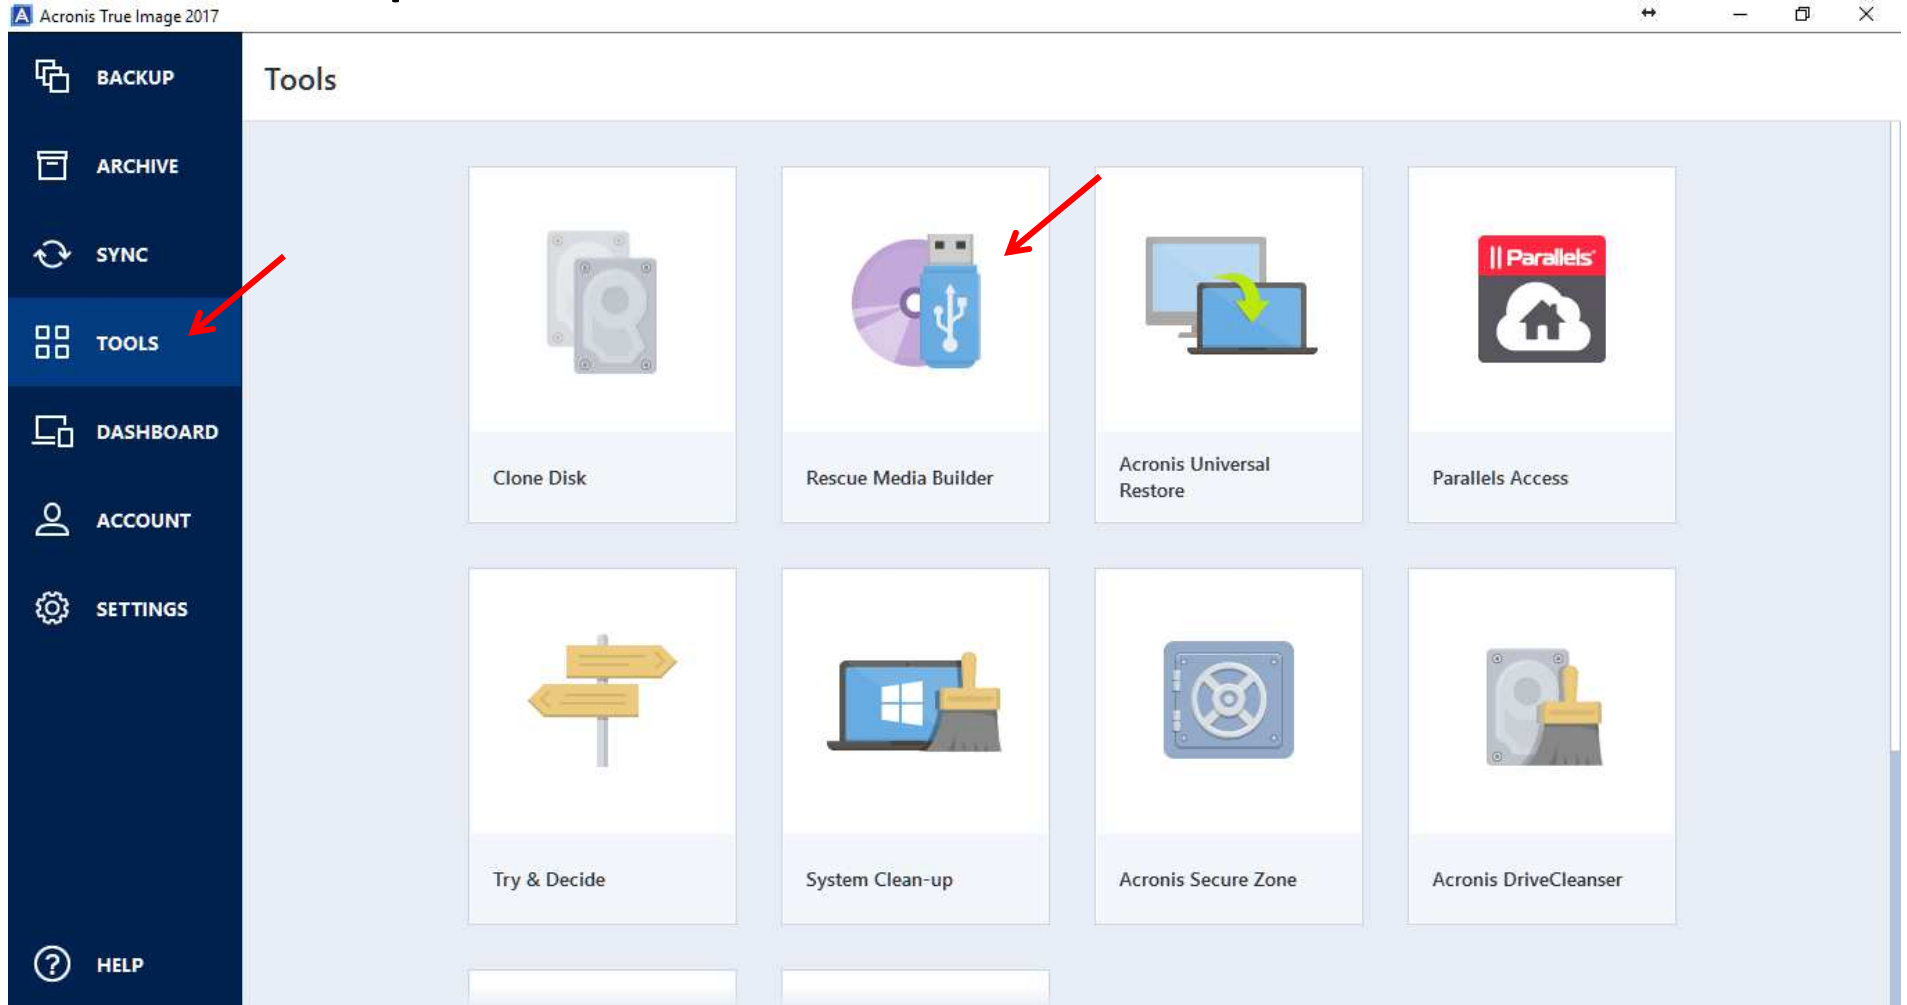 Acronis True Image 2017
BACKUP
ARCHIVE
SYNC
TOOLS
DASHBOARD
ACCOUNT
SETTINGS
HELP
Tools
Clone Disk
Rescue Media Builder
Acronis Universal
Restore
|| Parallels
Parallels Access
Try & Decide
System Clean-up
Acronis Secure Zone
Acronis DriveCleanser